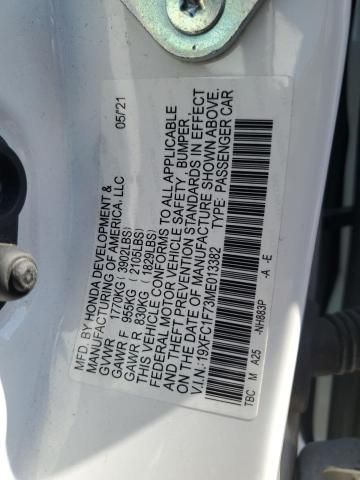 MFD. BY HONDA DEVELOPMENT & 05/21
MANUFACTURING OF AMERICA, LLC
GVWR 1770KG (3902LBS)
GAWR F 955KG (2105LBS)
GAWR R 830KG (1829LBS)
THIS VEHICLE CONFORMS TO ALL APPLICABLE
FEDERAL MOTOR VEHICLE SAFETY, BUMPER,
AND THEFT PREVENTION STANDARDS IN EFFECT
ON THE DATE OF MANUFACTURE SHOWN ABOVE.
V.I.N.: 19XFC1F73ME013382 TYPE: PASSENGER CAR
-NH883P -A -E
TBC M A25